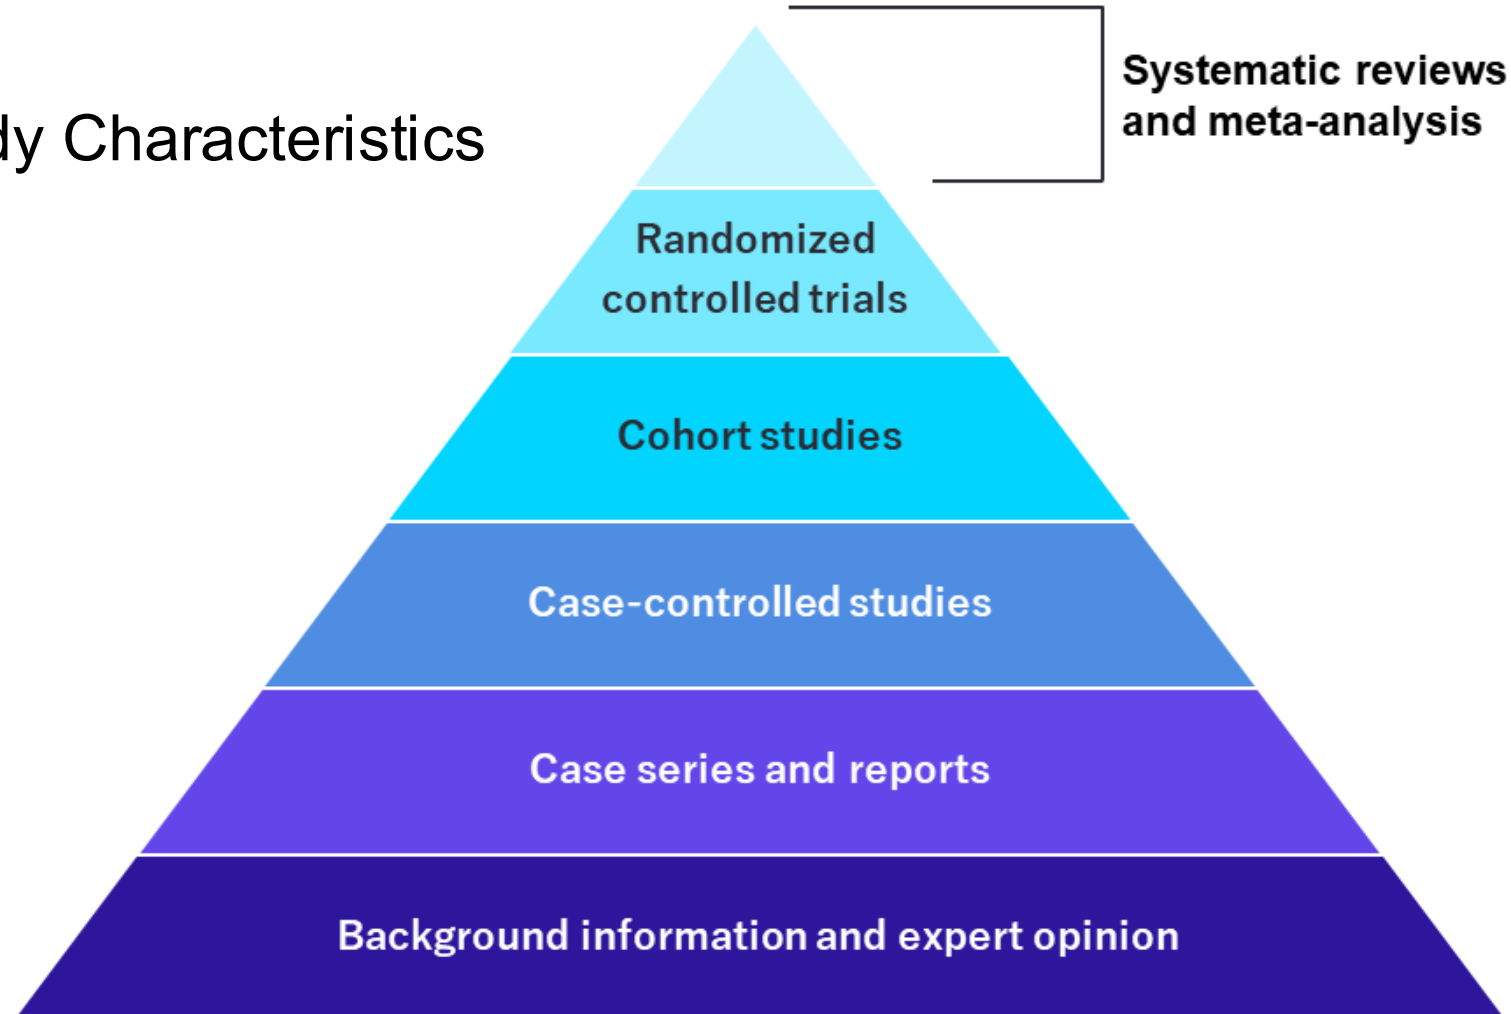 Systematic reviews
and meta-analysis
dy Characteristics
Randomized
controlled trials
Cohort studies
Case-controlled studies
Case series and reports
Background information and expert opinion